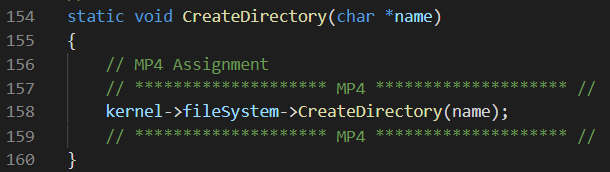 154 static void CreateDirectory(char *name)
155 {
156 // MP4 Assignment
157 // ******************** MP4 ******************** //
158 kernel->fileSystem->CreateDirectory(name);
159 // ******************** MP4 ******************** //
160 }